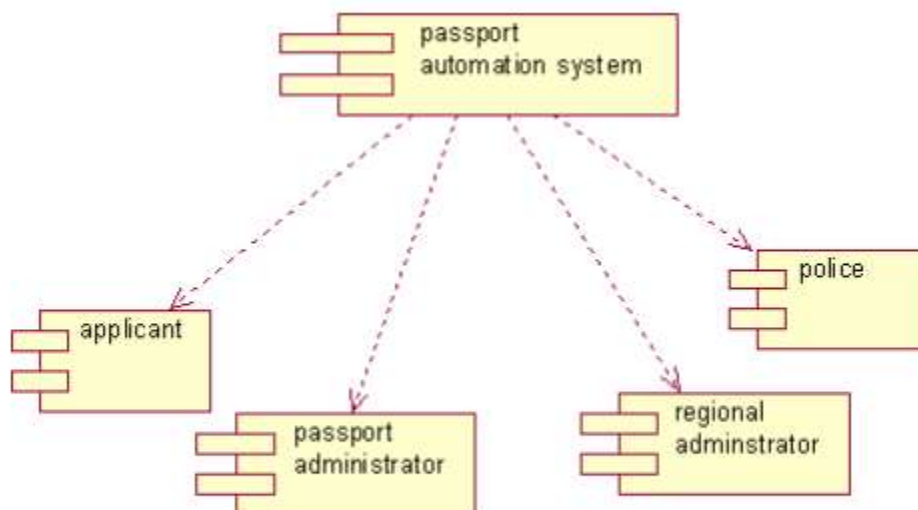 passport
automation system
police
applicant
regional
adminstrator
passport
administrator